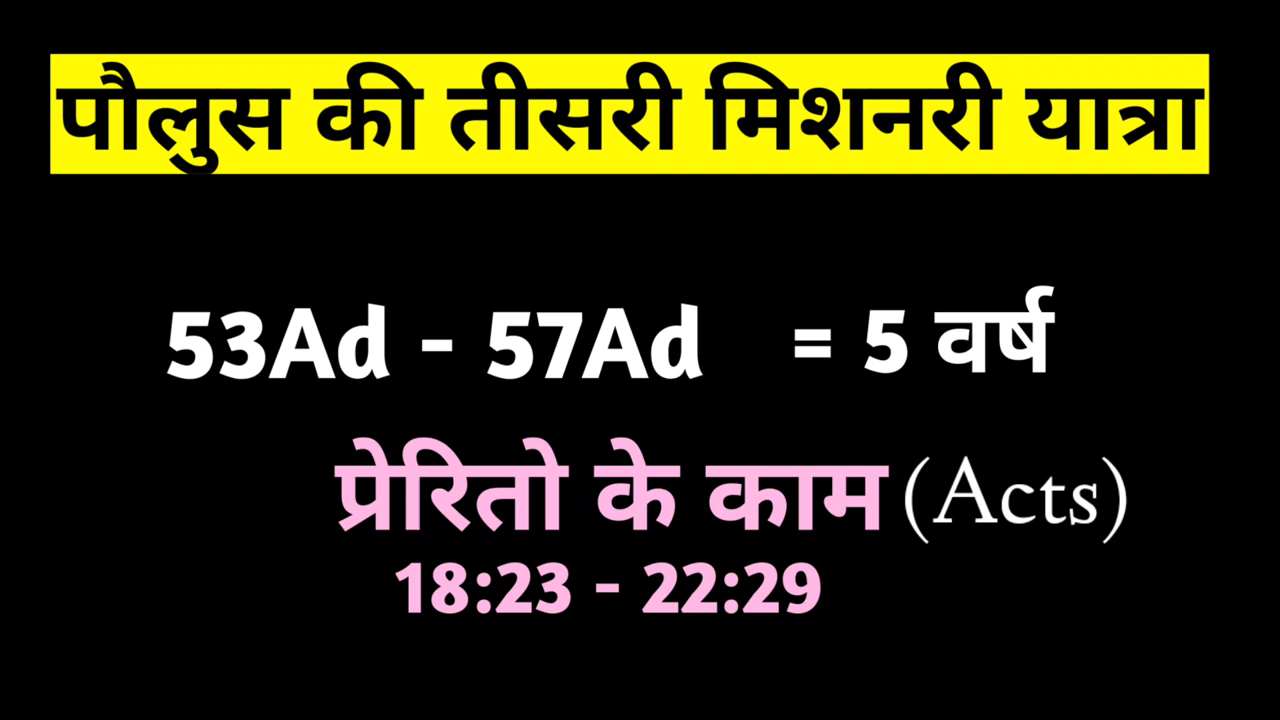 पौलुस की तीसरी मिशनरी यात्रा
53Ad - 57Ad = 5 वर्ष
प्रेरितो के काम (Acts)
18:23 - 22:29